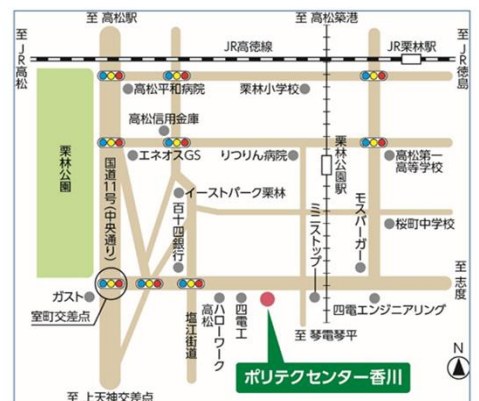 至 高松駅
至 高松築港
至 JR高松
JR高徳線
JR栗林駅
至 JR徳島
高松平和病院
栗林小学校
高松信用金庫
栗林公園
国道11号(中央通り)
エネオスGS
りつりん病院
栗林公園駅
高松第一
高等学校
イーストパーク栗林
百十四銀行
ミニストップ
モスバーガー
桜町中学校
至 志度
ガスト
室町交差点
塩江街道
ハローワーク
高松
四電工
四電エンジニアリング
至 琴電琴平
N
ポリテクセンター香川
至 上天神交差点